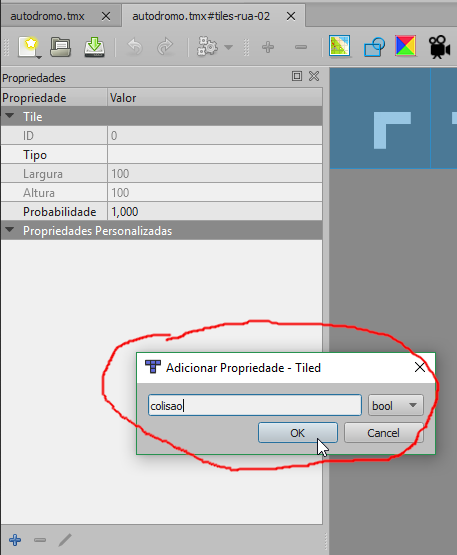 autodromo.tmx
autodromo.tmx#tiles-rua-02
Propriedades
Propriedade Valor
Tile
ID 0
Tipo
Largura 100
Altura 100
Probabilidade 1,000
Propriedades Personalizadas
Adicionar Propriedade - Tiled
colisao bool
OK Cancel